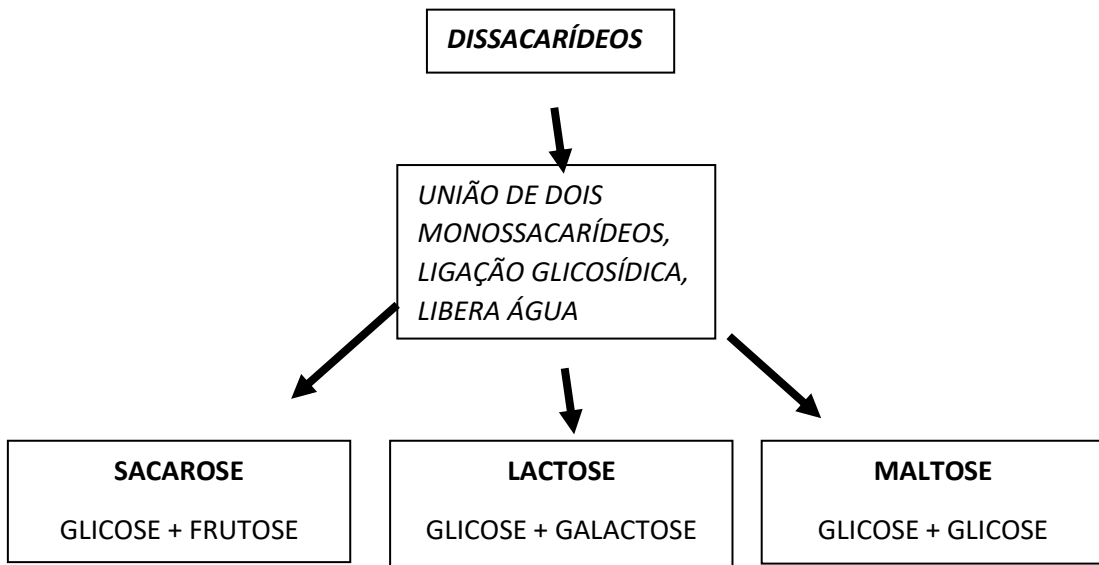 DISSACARÍDEOS
UNIÃO DE DOIS
MONOSSACARÍDEOS,
LIGAÇÃO GLICOSÍDICA,
LIBERA ÁGUA
SACAROSE
GLICOSE + FRUTOSE
LACTOSE
GLICOSE + GALACTOSE
MALTOSE
GLICOSE + GLICOSE